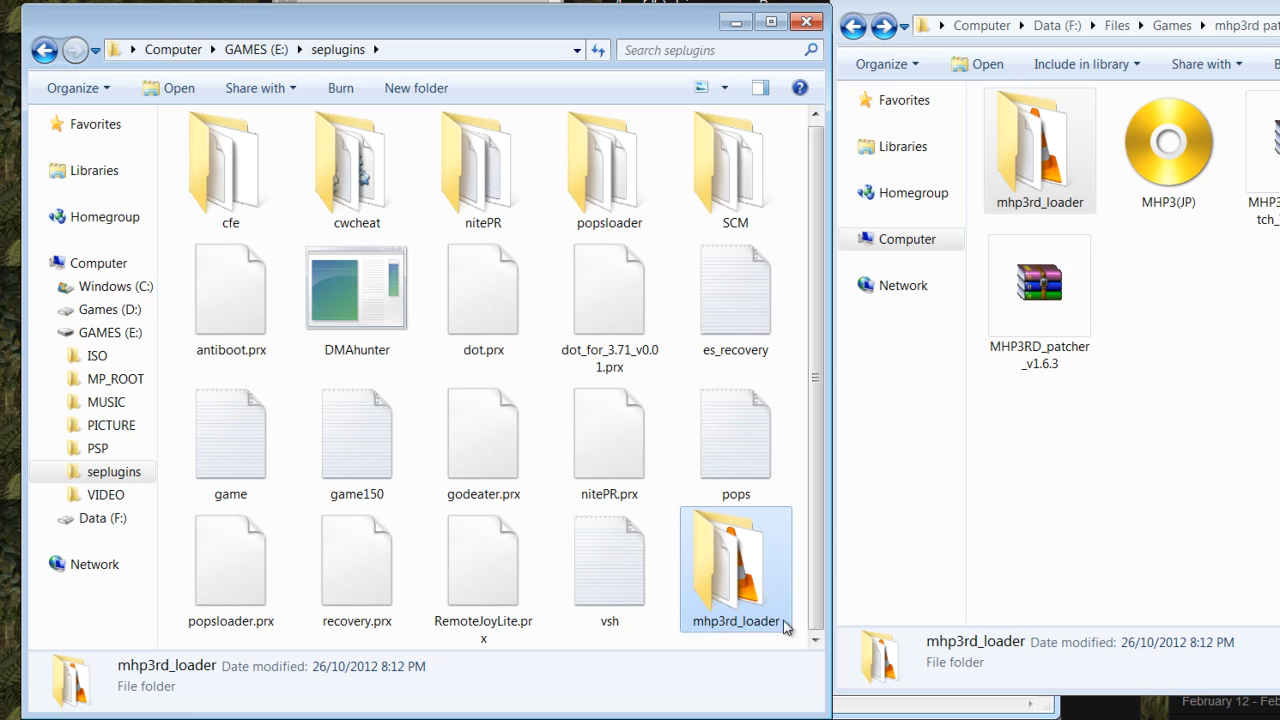 Computer GAMES (E:) seplugins
Search seplugins
Organize Open Share with Burn New folder
Favorites
Libraries
Homegroup
Computer
Windows (C:)
Games (D:)
GAMES (E:)
ISO
MP_ROOT
MUSIC
PICTURE
PSP
seplugins
VIDEO
Data (F:)
Network
cfe
cwcheat
nitePR
popsloader
SCM
antiboot.prx
DMAhunter
dot.prx
dot_for_3.71_v0.0
1.prx
es_recovery
game
game150
godeater.prx
nitePR.prx
pops
popsloader.prx
recovery.prx
RemoteJoyLite.pr
x
vsh
mhp3rd_loader
mhp3rd_loader Date modified: 26/10/2012 8:12 PM
File folder
Computer Data (F:) Files Games mhp3rd pat
Organize Open Include in library Share with B
Favorites
Libraries
Homegroup
Computer
Network
mhp3rd_loader
MHP3(JP)
MHP3
tch_
MHP3RD_patcher
_v1.6.3
mhp3rd_loader Date modified: 26/10/2012 8:12 PM
File folder
February 12 - Feb